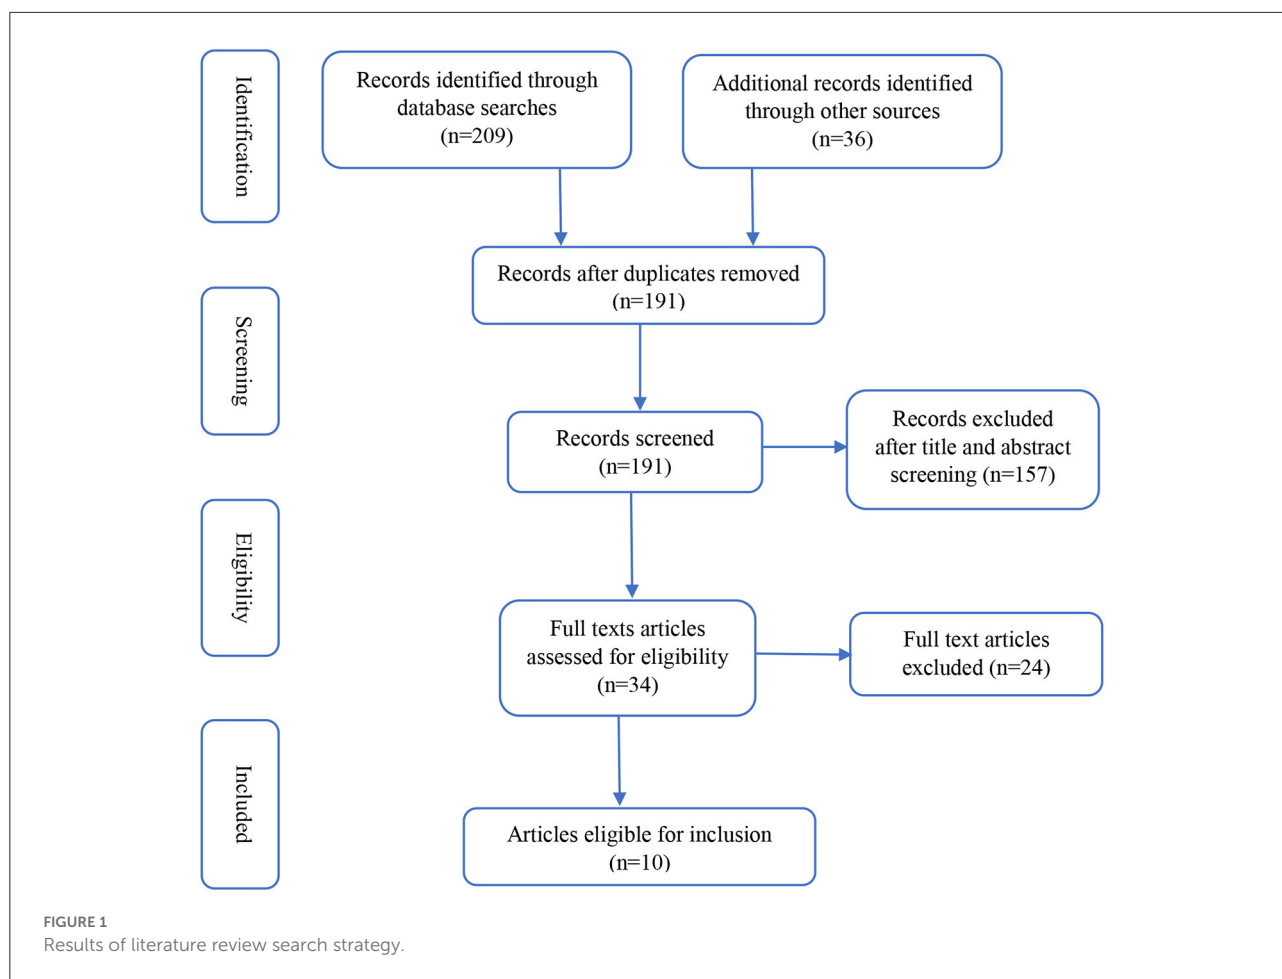 Identification
Records identified through
database searches
(n=209)
Additional records identified
through other sources
(n=36)
Records after duplicates removed
(n=191)
Screening
Records screened
(n=191)
Records excluded
after title and abstract
screening (n=157)
Eligibility
Full texts articles
assessed for eligibility
(n=34)
Full text articles
excluded (n=24)
Included
Articles eligible for inclusion
(n=10)
FIGURE 1
Results of literature review search strategy.